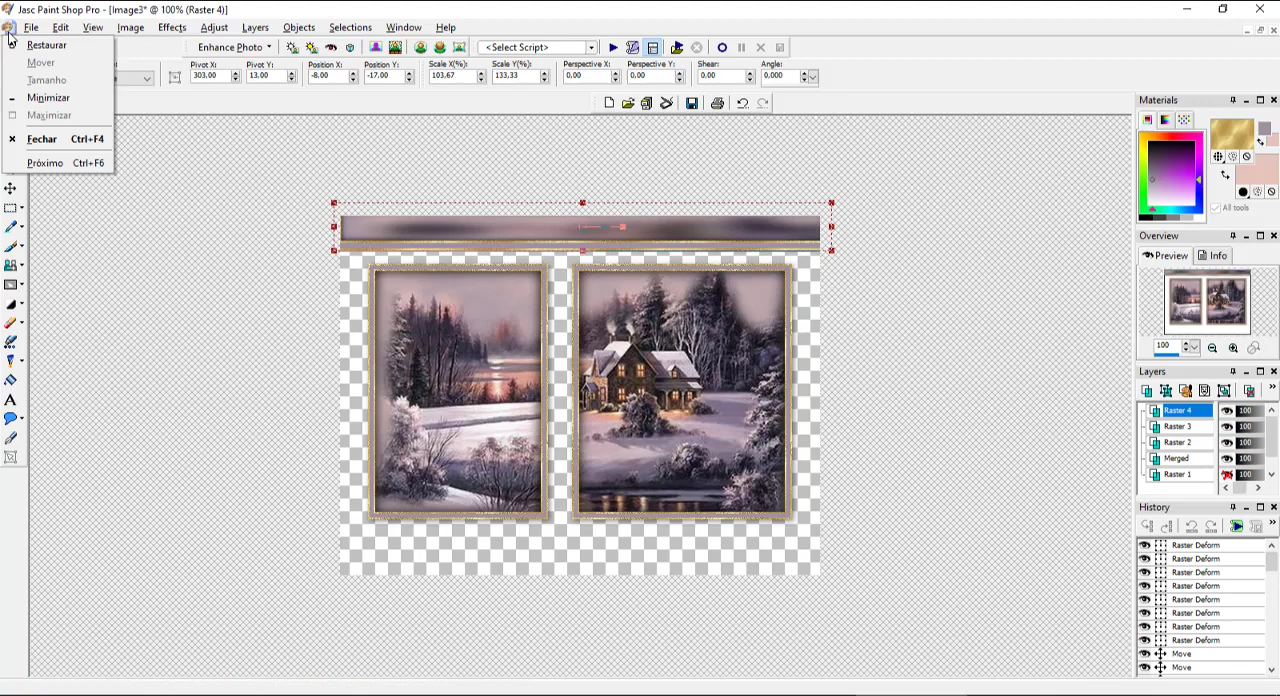 Jasc Paint Shop Pro - [Image3* @ 100% (Raster 4)]
File Edit View Image Effects Adjust Layers Objects Selections Window Help
Restaurar
Mover
Tamanho
Minimizar
Maximizar
Fechar Ctrl+F4
Próximo Ctrl+F6
Enhance Photo
<Select Script>
Pivot X: Pivot Y: Position X: Position Y: Scale X(%): Scale Y(%): Perspective X: Perspective Y: Shear: Angle:
303,00 13,00 -8,00 -17,00 103,67 133,33 0,00 0,00 0.00 0,000
Materials
All tools
Overview
Preview Info
100
Layers
Raster 4 100
Raster 3 100
Raster 2 100
Merged 100
Raster 1 100
History
Raster Deform
Raster Deform
Raster Deform
Raster Deform
Raster Deform
Raster Deform
Raster Deform
Raster Deform
Move
Move